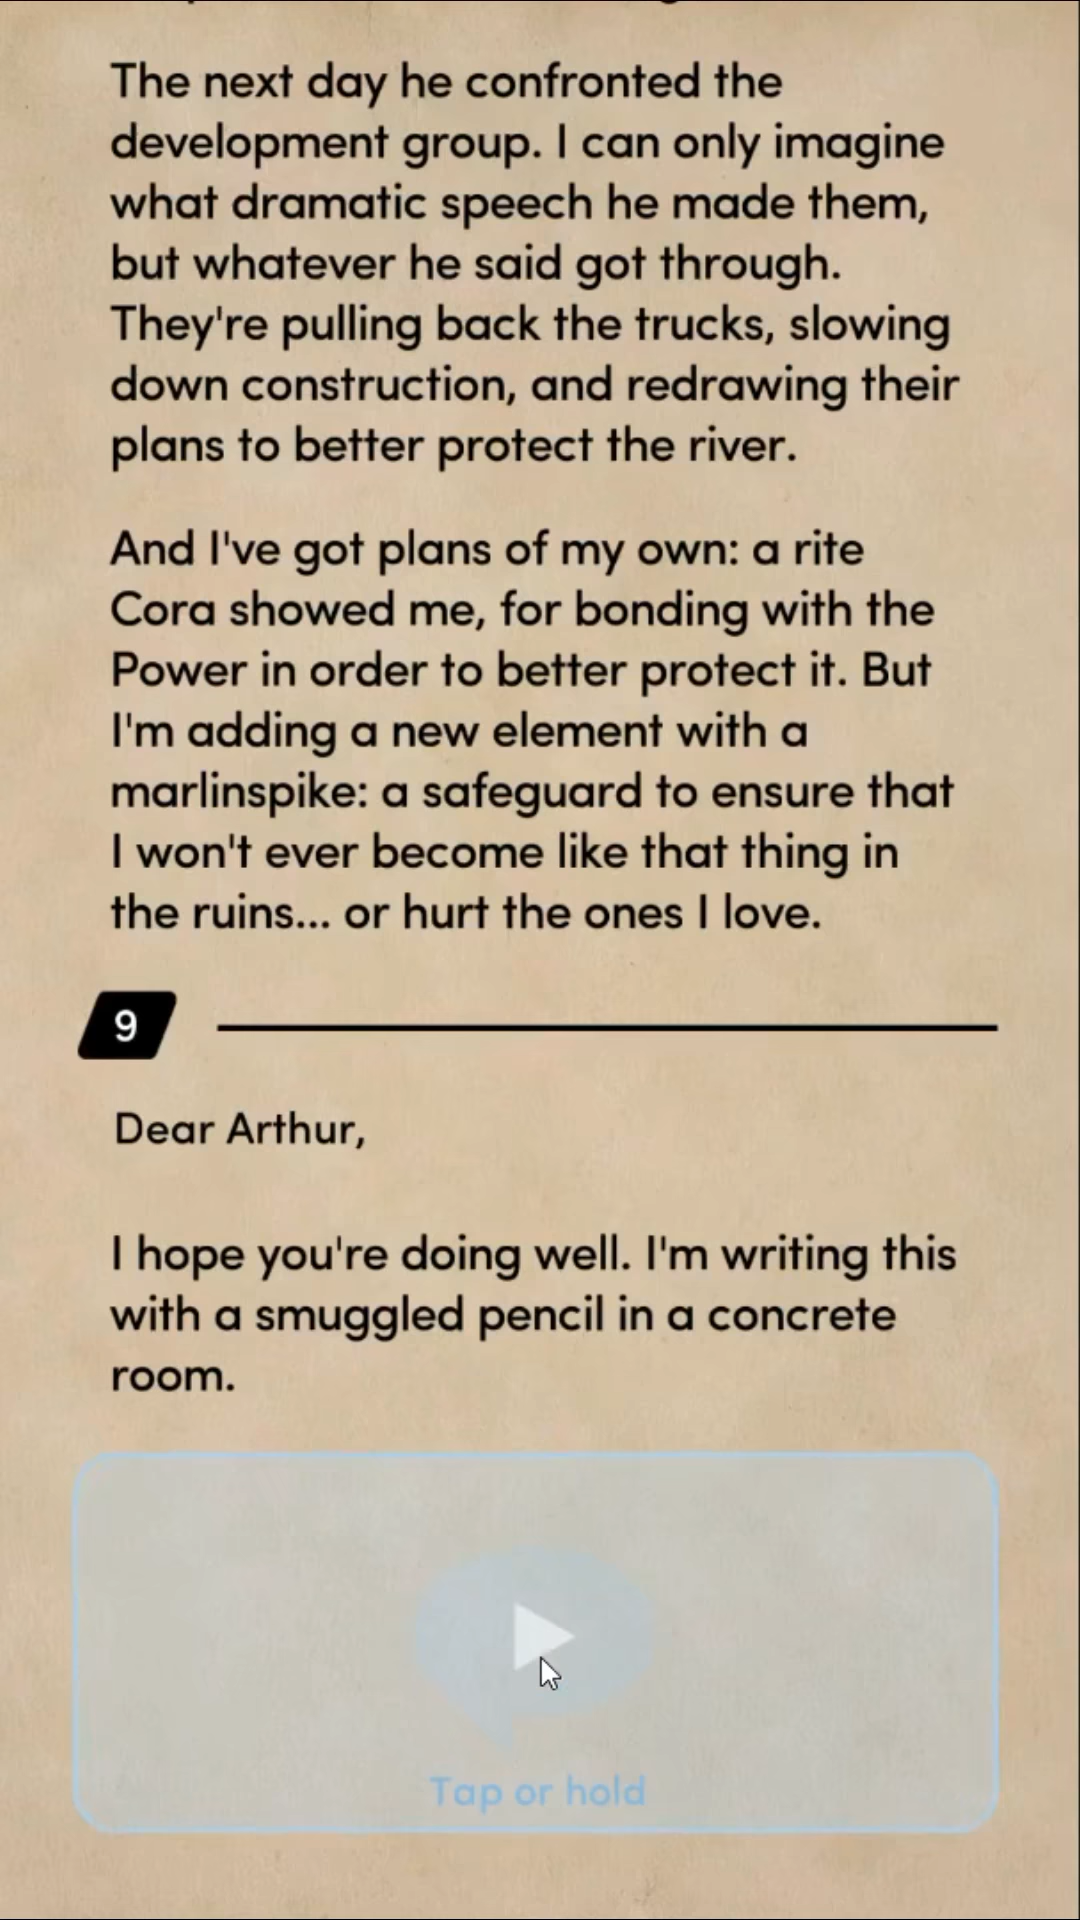 The next day he confronted the
development group. I can only imagine
what dramatic speech he made them,
but whatever he said got through.
They're pulling back the trucks, slowing
down construction, and redrawing their
plans to better protect the river.
And I've got plans of my own: a rite
Cora showed me, for bonding with the
Power in order to better protect it. But
I'm adding a new element with a
marlinspike: a safeguard to ensure that
I won't ever become like that thing in
the ruins... or hurt the ones I love.
9
Dear Arthur,
I hope you're doing well. I'm writing this
with a smuggled pencil in a concrete
room.
Tap or hold